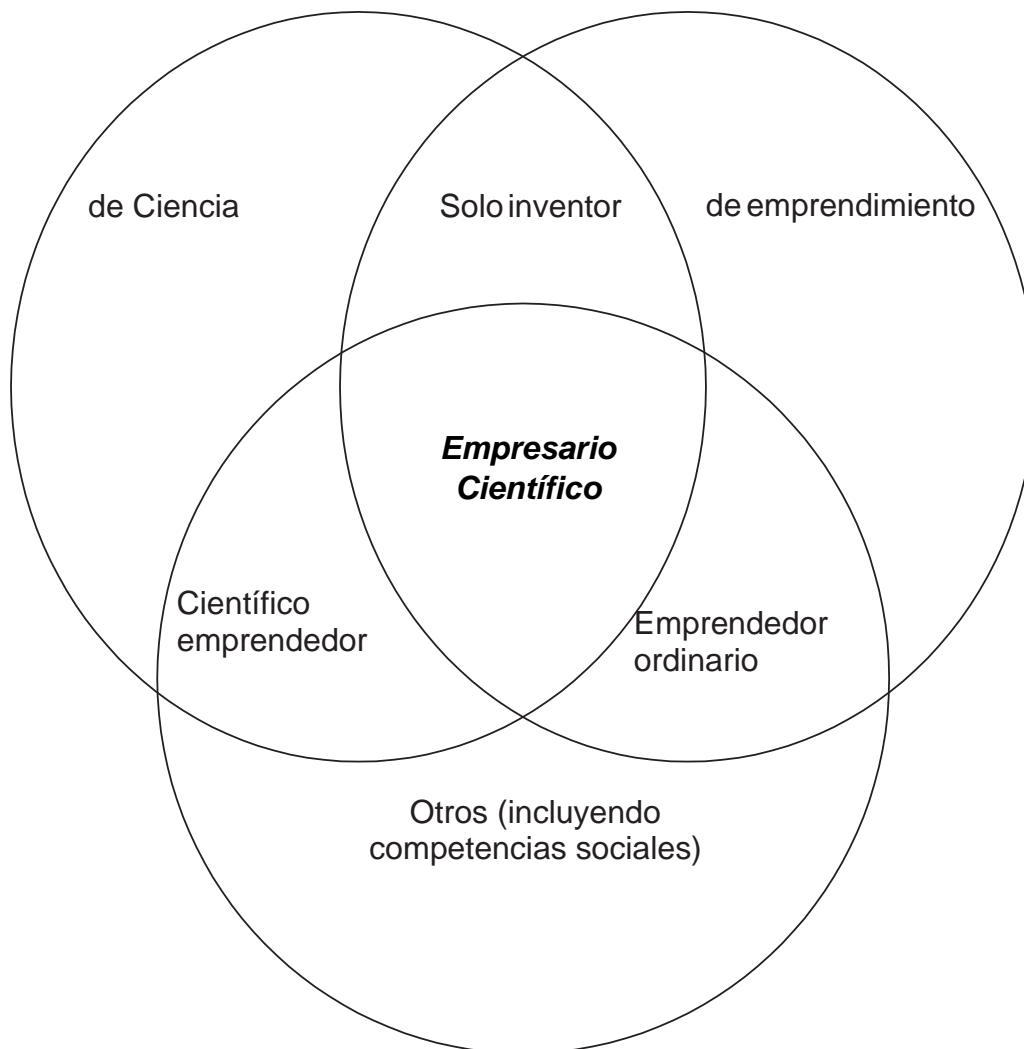 de Ciencia
Solo inventor
de emprendimiento
Empresario
Científico
Científico
emprendedor
Emprendedor
ordinario
Otros (incluyendo
competencias sociales)